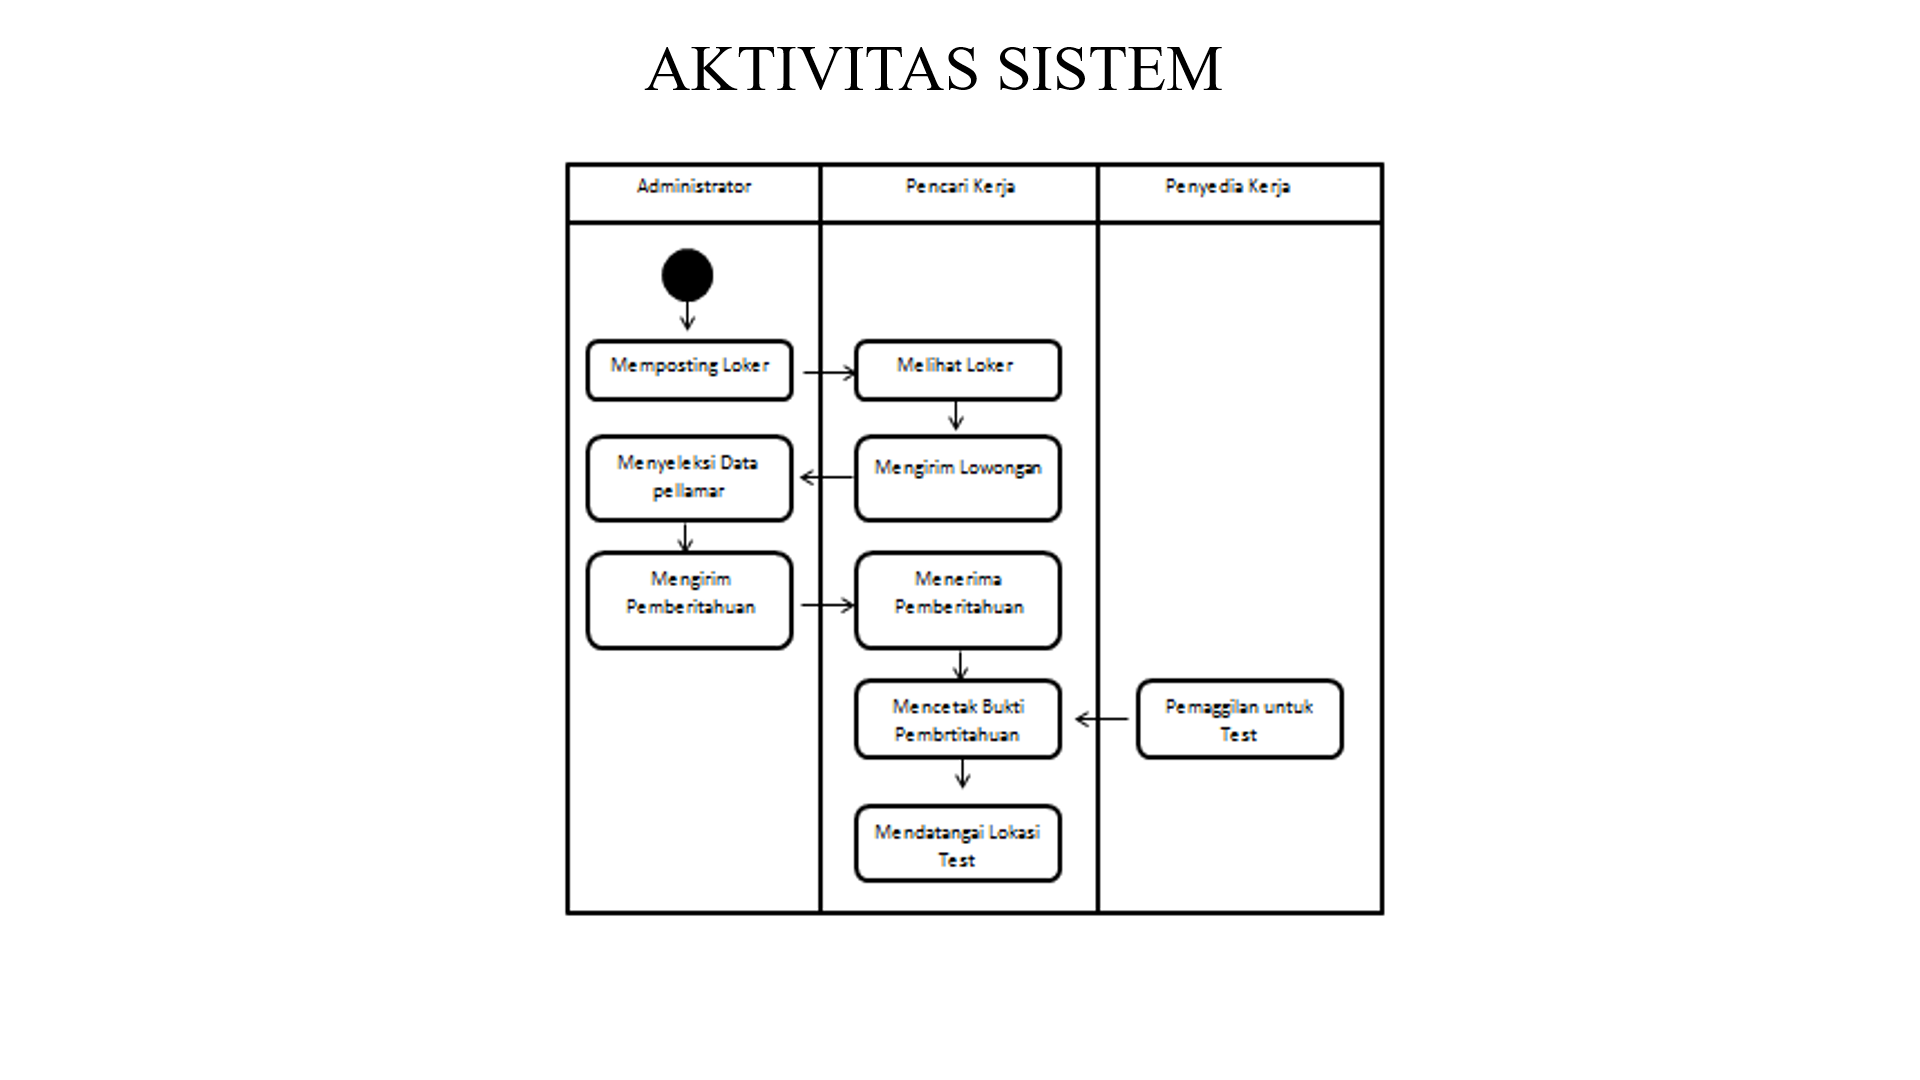 AKTIVITAS SISTEM
Administrator
Pencari Kerja
Penyedia Kerja
Memposting Loker
Melihat Loker
Menyeleksi Data
pellamar
Mengirim Lowongan
Mengirim
Pemberitahuan
Menerima
Pemberitahuan
Mencetak Bukti
Pembrtitahuan
Pemaggilan untuk
Test
Mendatangai Lokasi
Test